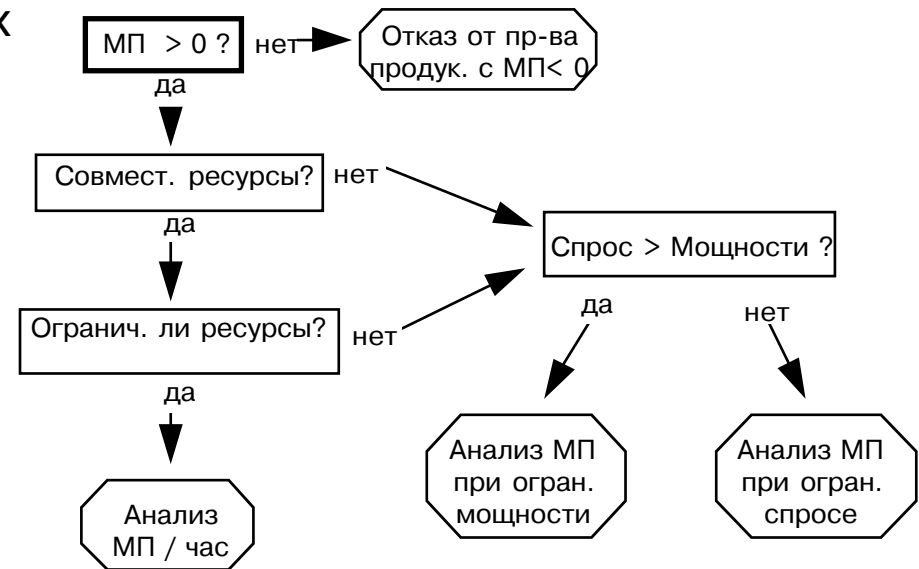 х
МП > 0 ?
нет
Отказ от пр-ва
продук. с МП< 0
да
Совмест. ресурсы?
нет
да
Спрос > Мощности ?
Огранич. ли ресурсы?
нет
да
да
нет
Анализ
МП / час
Анализ МП
при огран.
мощности
Анализ МП
при огран.
спросе